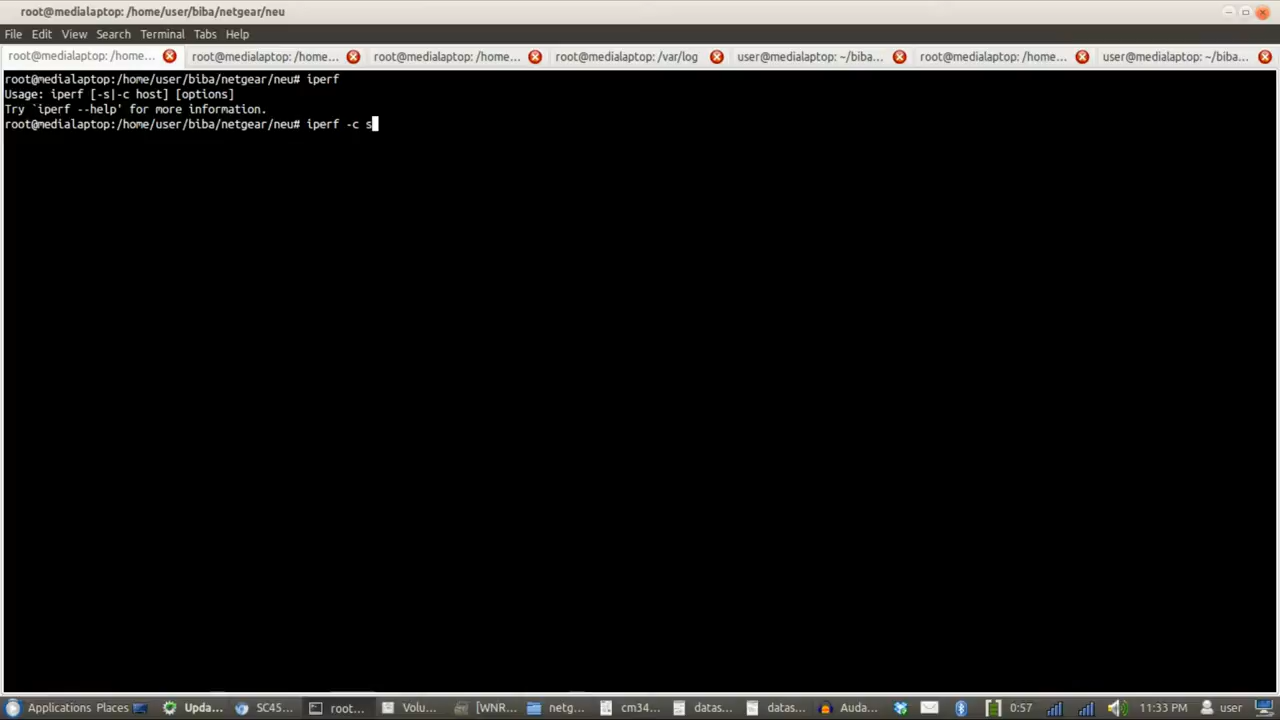 root@medialaptop: /home/user/biba/netgear/neu
File Edit View Search Terminal Tabs Help
root@medialaptop: /home... root@medialaptop: /home... root@medialaptop: /home... root@medialaptop: /var/log user@medialaptop: ~/biba... root@medialaptop: /home... user@medialaptop: ~/biba...
root@medialaptop:/home/user/biba/netgear/neu# iperf
Usage: iperf [-s|-c host] [options]
Try `iperf --help' for more information.
root@medialaptop:/home/user/biba/netgear/neu# iperf -c s
Applications Places Upda... SC45... root... Volu... [WNR... netg... cm34... datas... datas... Auda... 0:57 11:33 PM user